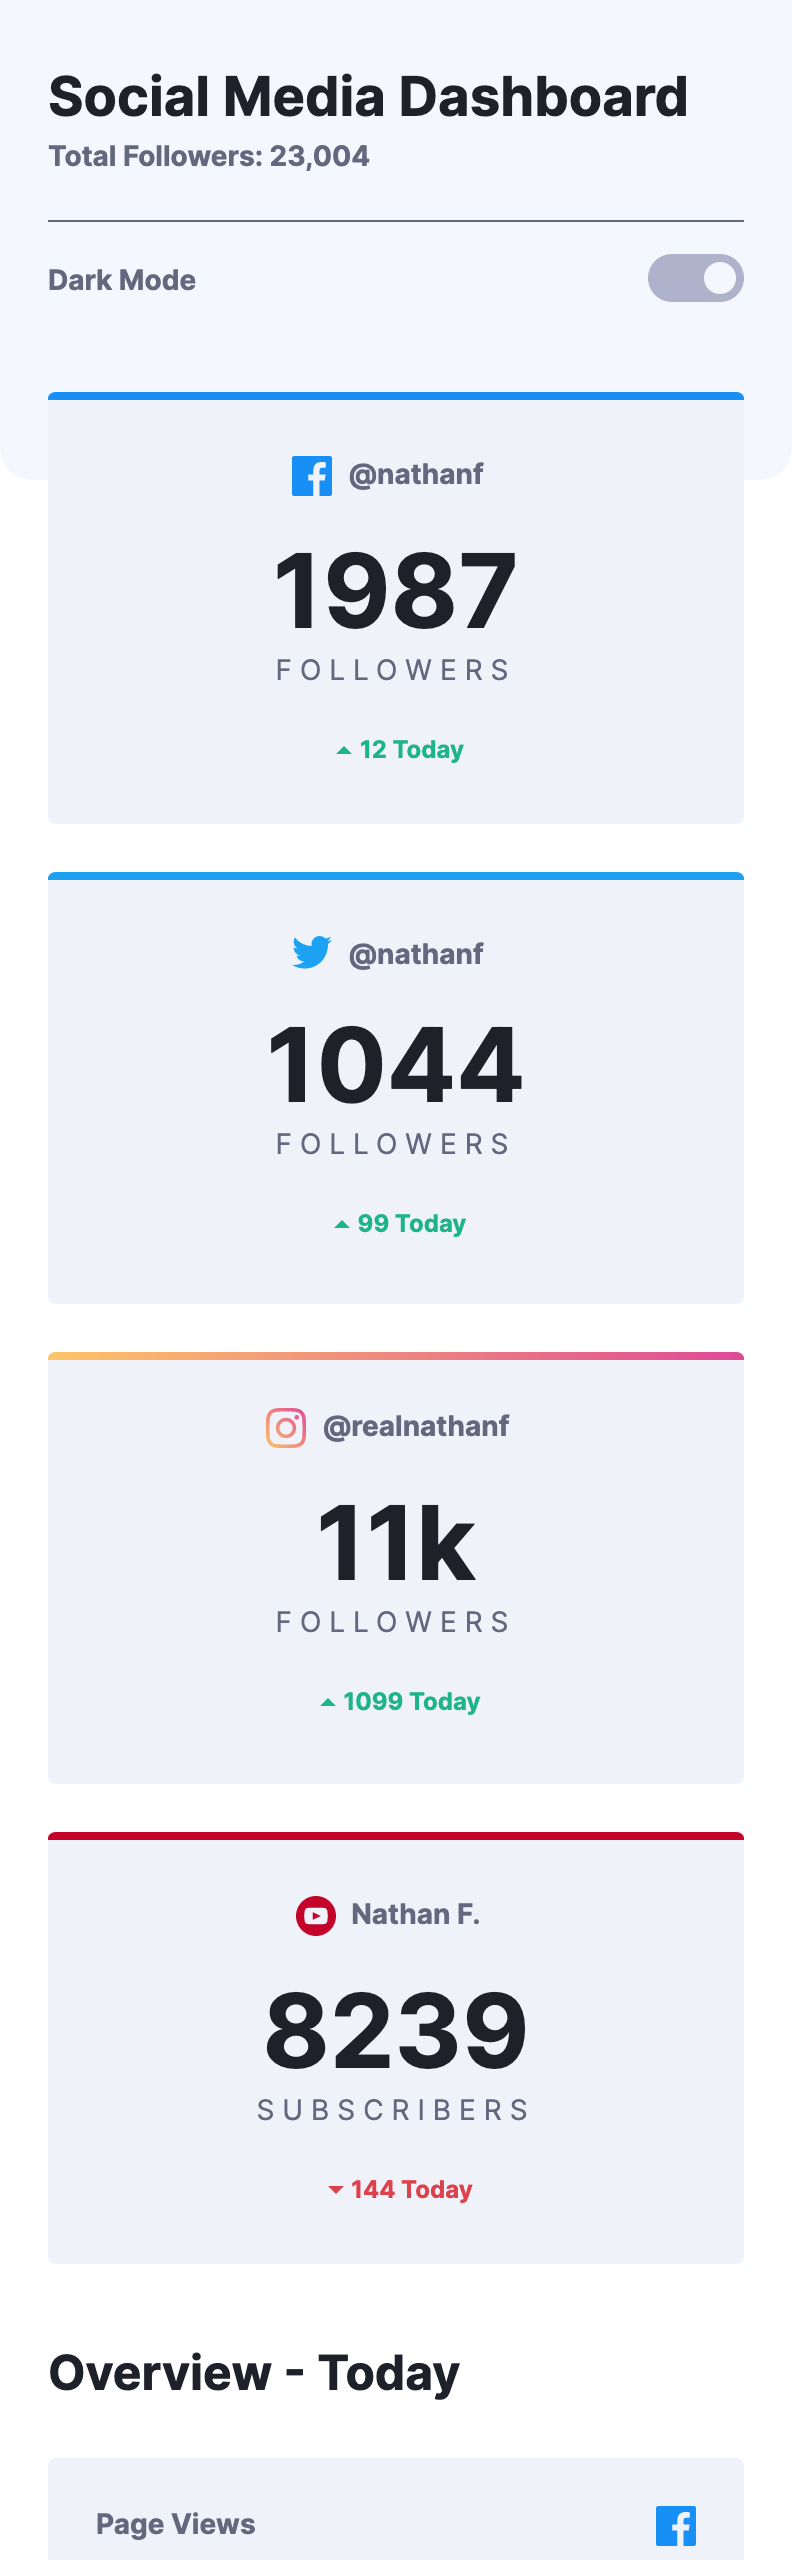 Social Media Dashboard
Total Followers: 23,004
Dark Mode
@nathanf
1987
FOLLOWERS
12 Today
@nathanf
1044
FOLLOWERS
99 Today
@realnathanf
11k
FOLLOWERS
1099 Today
Nathan F.
8239
SUBSCRIBERS
144 Today
Overview - Today
Page Views